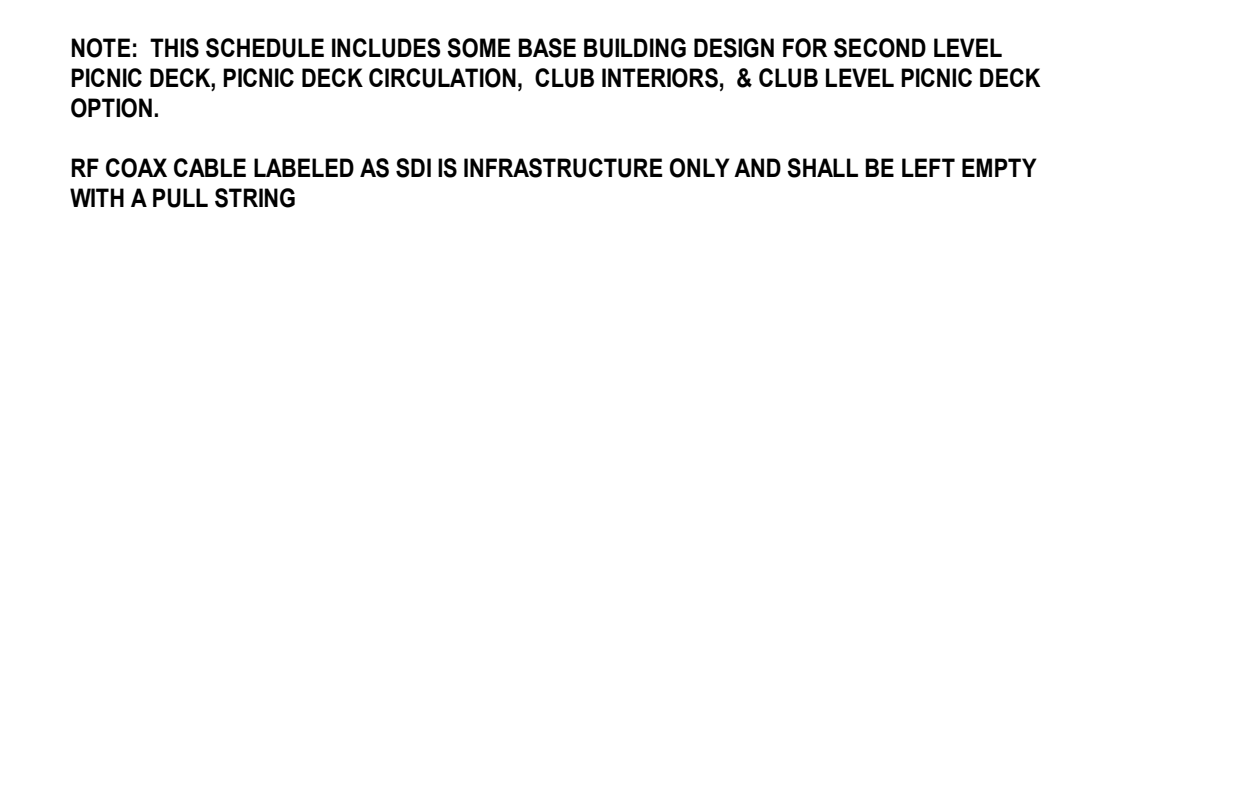 NOTE:  THIS SCHEDULE INCLUDES SOME BASE BUILDING DESIGN FOR SECOND LEVEL
PICNIC DECK, PICNIC DECK CIRCULATION,  CLUB INTERIORS,  & CLUB LEVEL PICNIC DECK
OPTION.
RF COAX CABLE LABELED AS SDI IS INFRASTRUCTURE ONLY AND SHALL BE LEFT EMPTY
WITH A PULL STRING